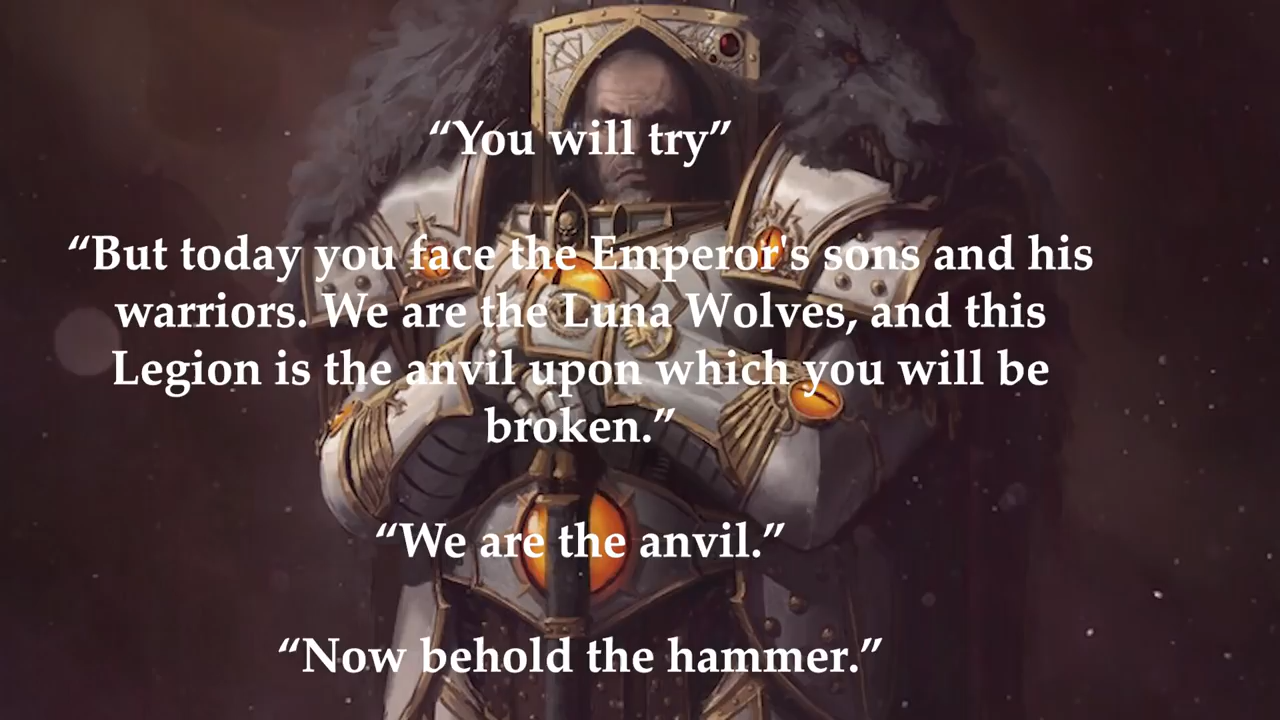 “You will try”
“But today you face the Emperor's sons and his
warriors. We are the Luna Wolves, and this
Legion is the anvil upon which you will be
broken.”
“We are the anvil.”
“Now behold the hammer.”